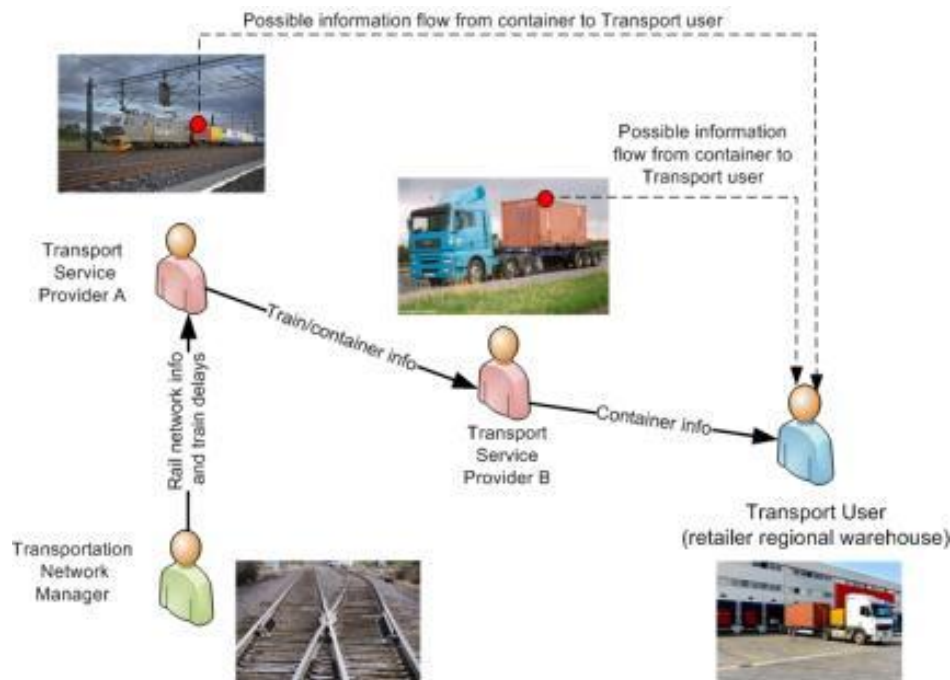 Possible information flow from container to Transport user
Possible information
flow from container to
Transport user
Transport
Service
Provider A
Train/container info
Rail network info
and train delays
Container info
Transport
Service
Provider B
Transport User
(retailer regional warehouse)
Transportation
Network
Manager